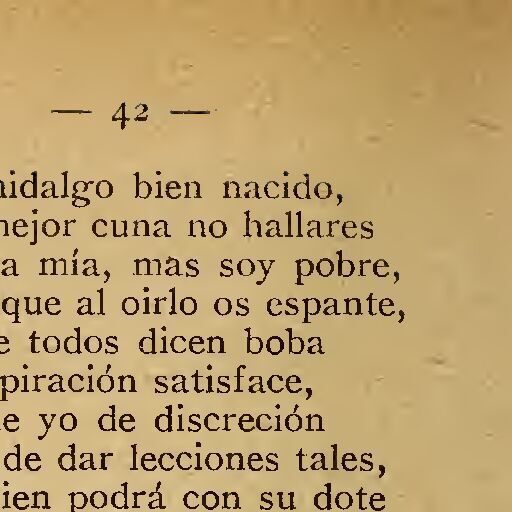 — 42 —
hidalgo bien nacido,
mejor cuna no hallares
a mía, mas soy pobre,
que al oirlo os espante,
e todos dicen boba
piración satisface,
e yo de discreción
de dar lecciones tales,
ien podrá con su dote